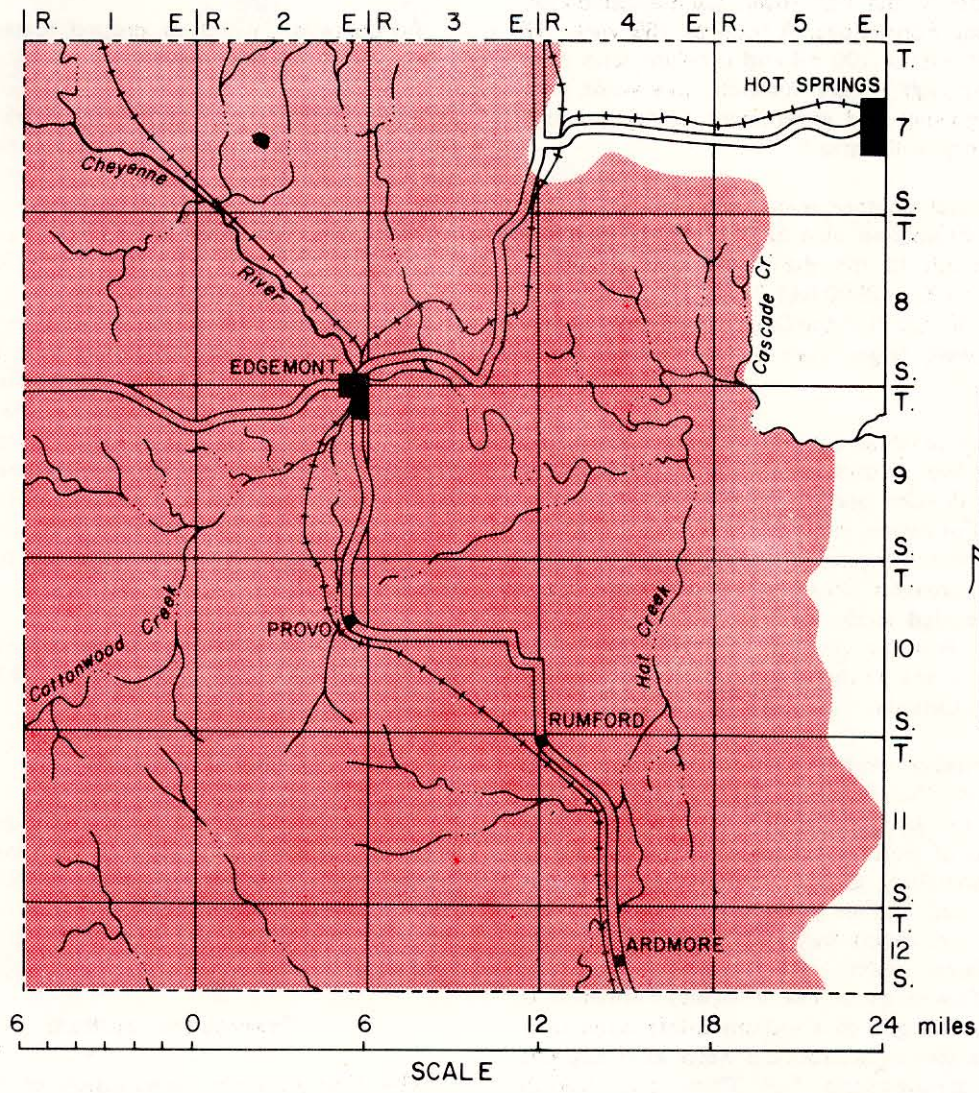 R. 1 E. R. 2 E. R. 3 E. R. 4 E. R. 5 E.
T.
7
S.
T.
8
S.
T.
9
S.
T.
10
S.
T.
11
S.
T.
12
S.
HOT SPRINGS
Cheyenne
River
Cascade Cr.
EDGEMONT
Cottonwood Creek
PROVO
Hat Creek
RUMFORD
ARDMORE
6 0 6 12 18 24 miles
SCALE